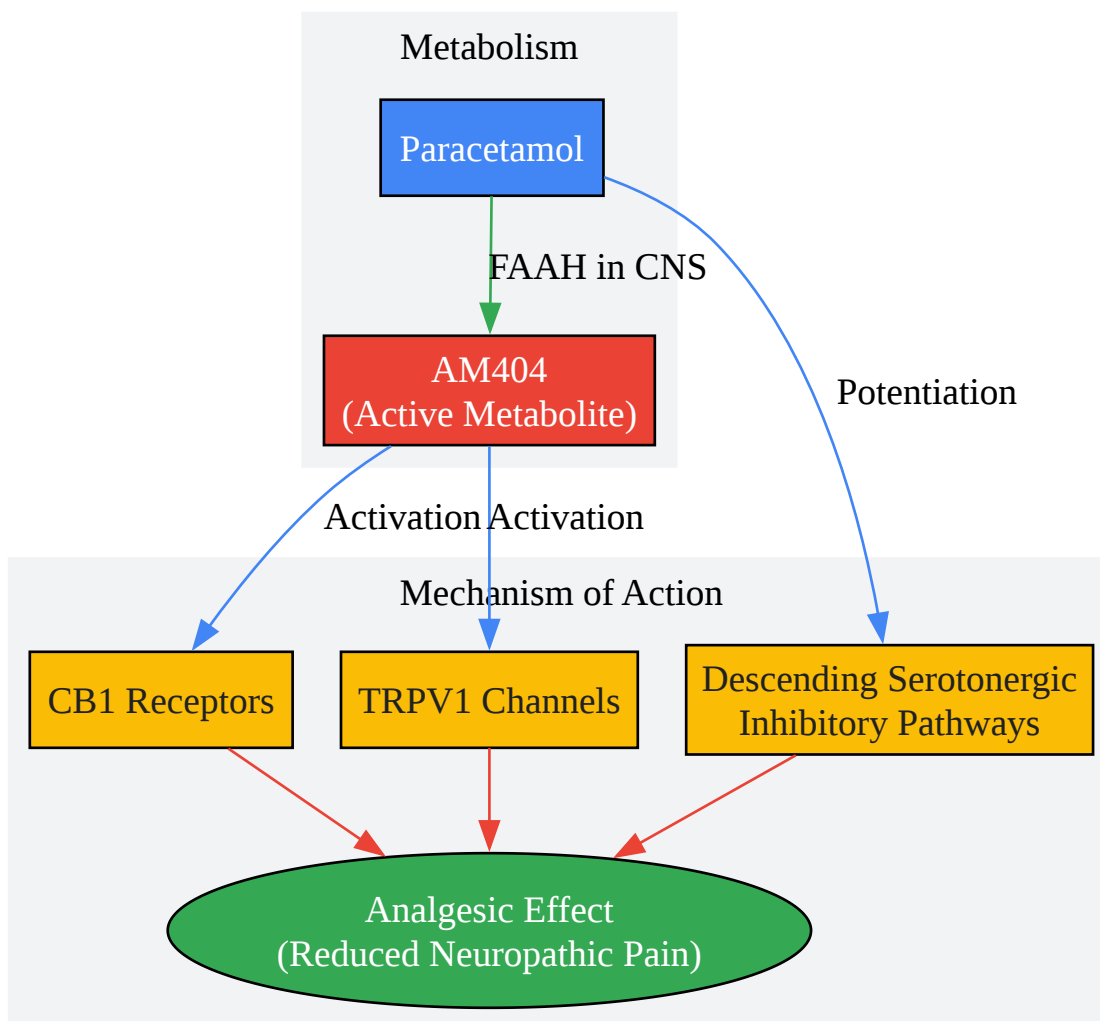 Metabolism
Paracetamol
FAAH in CNS
AM404
(Active Metabolite)
Potentiation
Activation
Activation
Mechanism of Action
CB1 Receptors
TRPV1 Channels
Descending Serotonergic
Inhibitory Pathways
Analgesic Effect
(Reduced Neuropathic Pain)